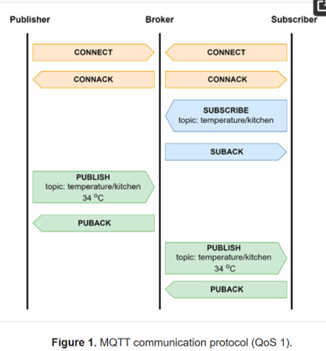 Publisher Broker Subscriber
CONNECT CONNECT
CONNACK CONNACK
SUBSCRIBE
topic: temperature/kitchen
SUBACK
PUBLISH
topic: temperature/kitchen
34 ºC
PUBACK
PUBLISH
topic: temperature/kitchen
34 ºC
PUBACK
Figure 1. MQTT communication protocol (QoS 1).